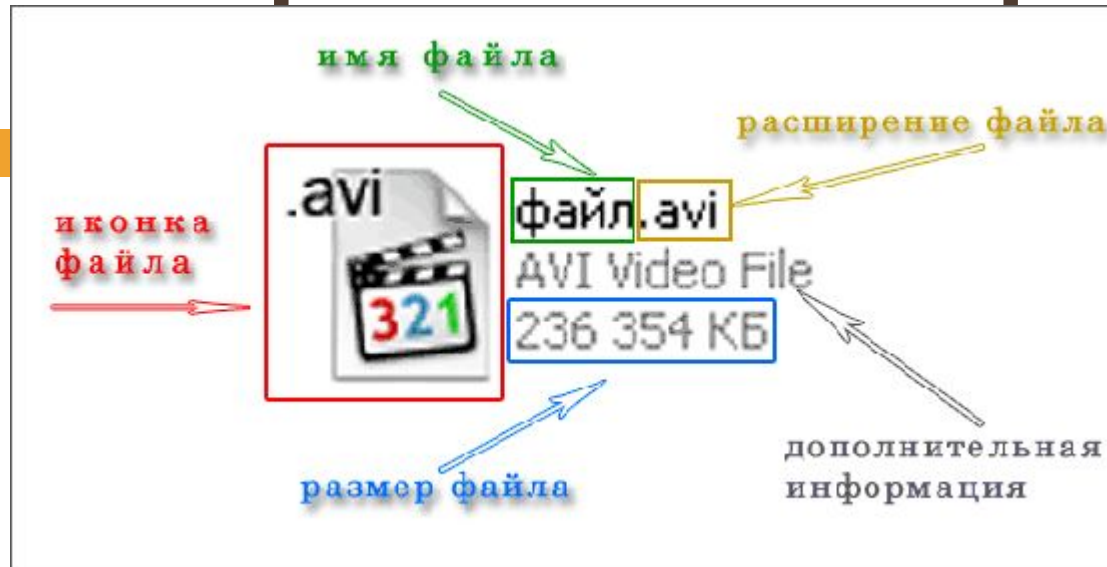 имя файла
расширение файла
.avi
файл.avi
иконка
файла
AVI Video File
321
236 354 КБ
размер файла
дополнительная
информация